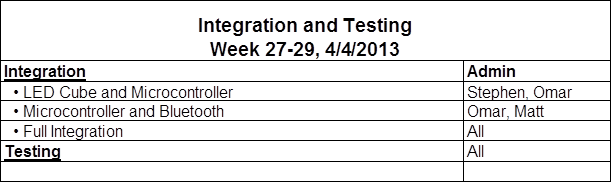 Integration and Testing
Week 27-29, 4/4/2013
Integration Admin
• LED Cube and Microcontroller Stephen, Omar
• Microcontroller and Bluetooth Omar, Matt
• Full Integration All
Testing All